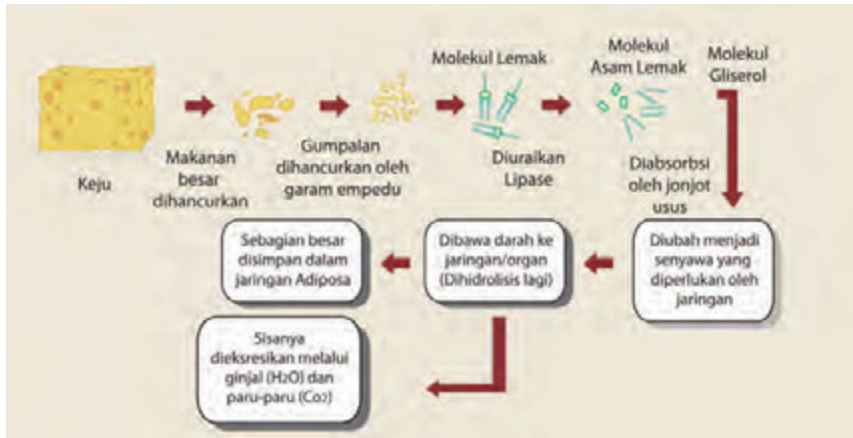 Keju
Makanan
besar
dihancurkan
Gumpalan
dihancurkan oleh
garam empedu
Molekul Lemak
Diuraikan
Lipase
Molekul
Asam Lemak
Molekul
Gliserol
Diabsorbsi
oleh jonjot
usus
Diubah menjadi
senyawa yang
diperlukan oleh
jaringan
Dibawa darah ke
jaringan/organ
(Dihidrolisis lagi)
Sebagian besar
disimpan dalam
jaringan Adiposa
Sisanya
dieksresikan melalui
ginjal (H2O) dan
paru-paru (Co2)